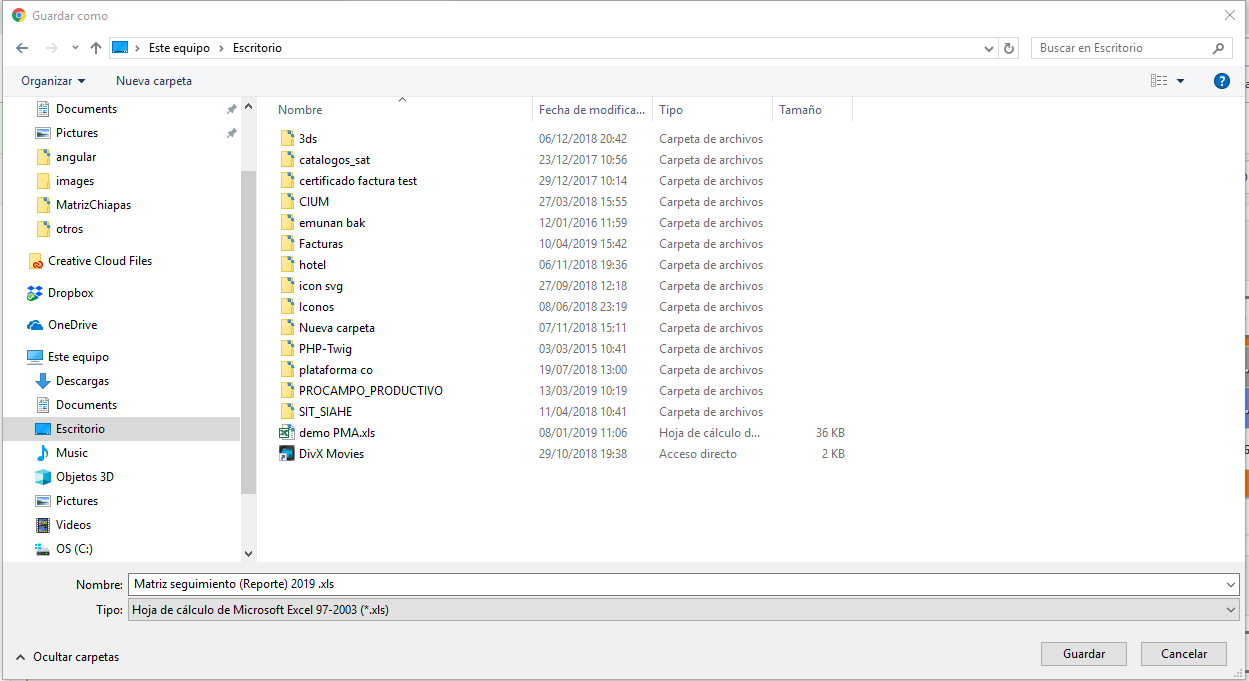 Guardar como
Este equipo > Escritorio
Buscar en Escritorio
Organizar
Nueva carpeta
?
Documents
Pictures
angular
images
MatrizChiapas
otros
Creative Cloud Files
Dropbox
OneDrive
Este equipo
Descargas
Documents
Escritorio
Music
Objetos 3D
Pictures
Videos
OS (C:)
Nombre Fecha de modifica... Tipo Tamaño
3ds 06/12/2018 20:42 Carpeta de archivos
catalogos_sat 23/12/2017 10:56 Carpeta de archivos
certificado factura test 29/12/2017 10:14 Carpeta de archivos
CIUM 27/03/2018 15:55 Carpeta de archivos
emunan bak 12/01/2016 11:59 Carpeta de archivos
Facturas 10/04/2019 15:42 Carpeta de archivos
hotel 06/11/2018 19:36 Carpeta de archivos
icon svg 27/09/2018 12:18 Carpeta de archivos
Iconos 08/06/2018 23:19 Carpeta de archivos
Nueva carpeta 07/11/2018 15:11 Carpeta de archivos
PHP-Twig 03/03/2015 10:41 Carpeta de archivos
plataforma co 19/07/2018 13:00 Carpeta de archivos
PROCAMPO_PRODUCTIVO 13/03/2019 10:19 Carpeta de archivos
SIT_SIAHE 11/04/2018 10:41 Carpeta de archivos
demo PMA.xls 08/01/2019 11:06 Hoja de cálculo d... 36 KB
DivX Movies 29/10/2018 19:38 Acceso directo 2 KB
Nombre: Matriz seguimiento (Reporte) 2019 .xls
Tipo: Hoja de cálculo de Microsoft Excel 97-2003 (*.xls)
Ocultar carpetas
Guardar
Cancelar